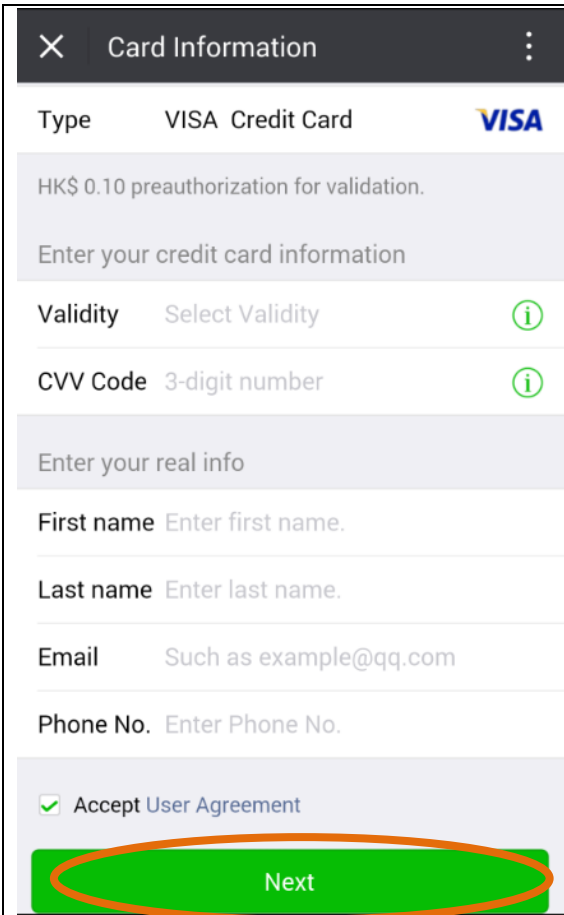 Card Information
Type VISA Credit Card VISA
HK$ 0.10 preauthorization for validation.
Enter your credit card information
Validity Select Validity i
CVV Code 3-digit number i
Enter your real info
First name Enter first name.
Last name Enter last name.
Email Such as example@qq.com
Phone No. Enter Phone No.
Accept User Agreement
Next